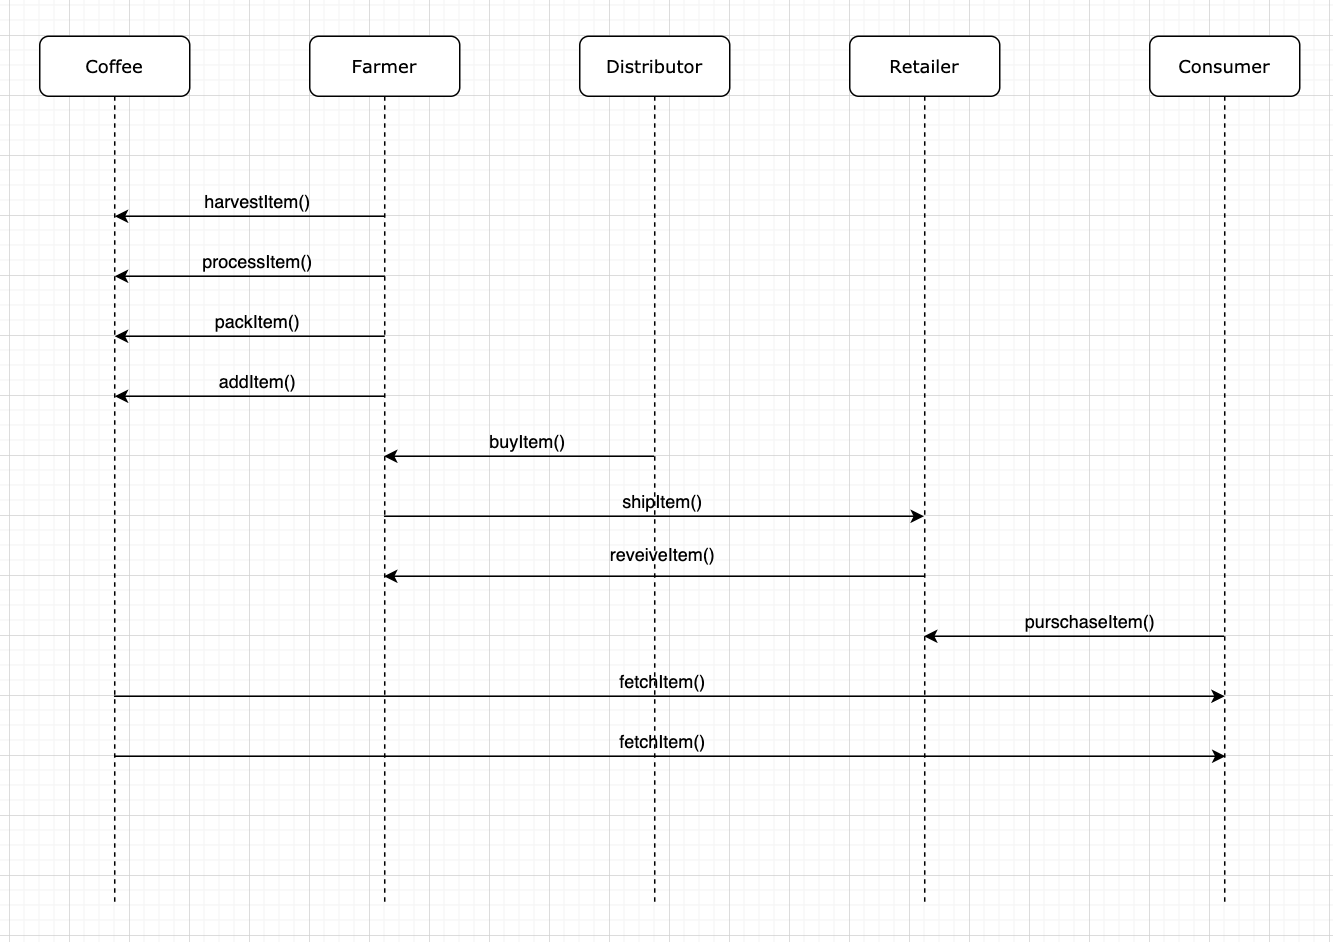 Coffee
Farmer
Distributor
Retailer
Consumer
harvestItem()
processItem()
packItem()
addItem()
buyItem()
shipItem()
reveiveItem()
purschaseItem()
fetchItem()
fetchItem()